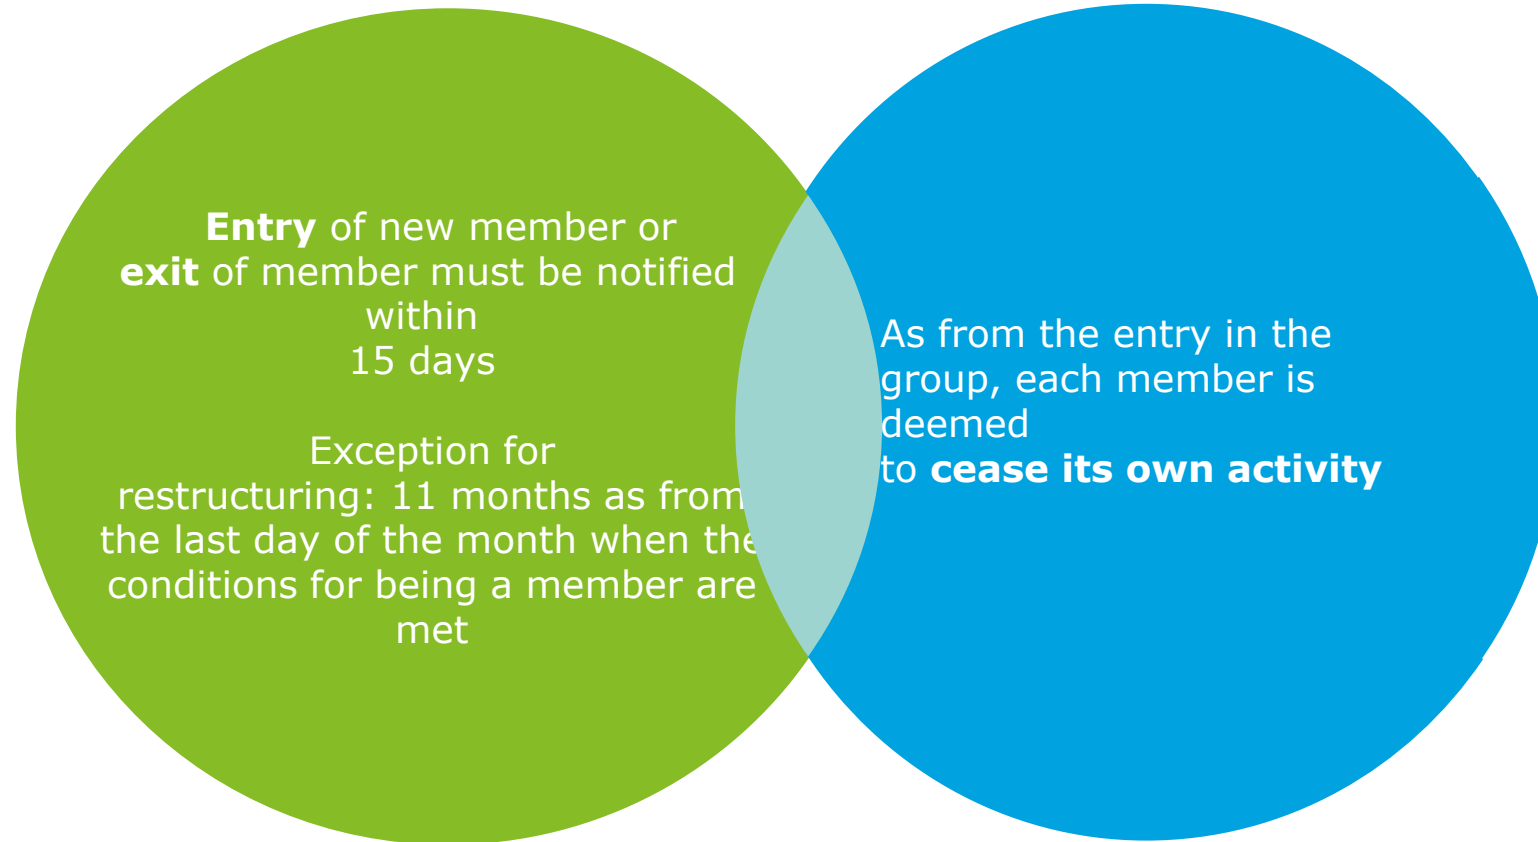 Entry of new member or
exit of member must be notified
within
15 days
Exception for
restructuring: 11 months as from
the last day of the month when the
conditions for being a member are
met
As from the entry in the
group, each member is
deemed
to cease its own activity